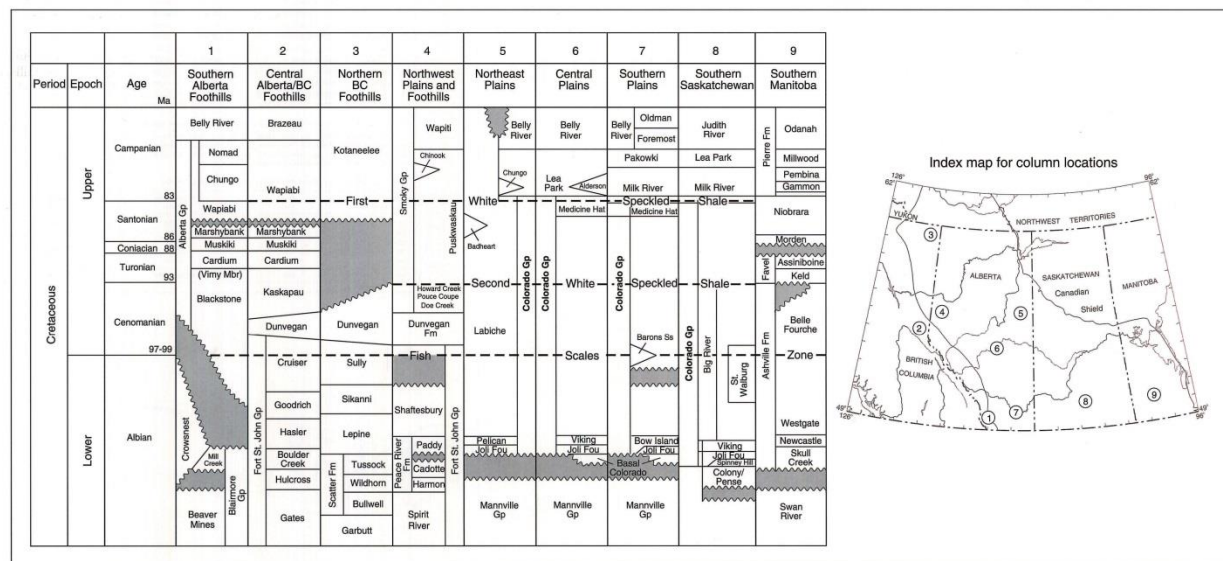 1 2 3 4 5 6 7 8 9
Period Epoch Age Ma
Southern Alberta Foothills
Central Alberta/BC Foothills
Northern BC Foothills
Northwest Plains and Foothills
Northeast Plains
Central Plains
Southern Plains
Southern Saskatchewan
Southern Manitoba
Cretaceous
Upper
Lower
Campanian
83
Santonian
86
Coniacian 88
Turonian
93
Cenomanian
97-99
Albian
Belly River
Alberta Gp
Nomad
Chungo
Wapiabi
Marshybank
Muskiki
Cardium
(Vimy Mbr)
Blackstone
Crowsnest
Mill Creek
Blairmore Gp
Beaver Mines
Brazeau
Wapiabi
Marshybank
Muskiki
Cardium
Kaskapau
Dunvegan
Fort St. John Gp
Cruiser
Goodrich
Hasler
Boulder Creek
Hulcross
Gates
Kotaneelee
First
Dunvegan
Sully
Sikanni
Lepine
Scatter Fm
Tussock
Wildhorn
Bullwell
Garbutt
Smoky Gp
Wapiti
Chinook
Puskwaskau
Howard Creek
Pouce Coupe
Doe Creek
Dunvegan Fm
Fish
Shaftesbury
Peace River Fm
Paddy
Cadotte
Harmon
Fort St. John Gp
Spirit River
Belly River
Chungo
White
Badheart
Second
Colorado Gp
Labiche
Pelican
Joli Fou
Mannville Gp
Belly River
Lea Park
Alderson
Medicine Hat
Colorado Gp
White
Scales
Viking
Joli Fou
Basal Colorado
Mannville Gp
Belly River
Oldman
Foremost
Pakowki
Milk River
Speckled
Medicine Hat
Colorado Gp
Speckled
Barons Ss
Bow Island
Joli Fou
Mannville Gp
Judith River
Lea Park
Milk River
Shale
Shale
Colorado Gp
Big River
St. Walburg
Viking
Joli Fou
Spinney Hill
Colony/Pense
Pierre Fm
Odanah
Millwood
Pembina
Gammon
Niobrara
Morden
Favel
Assiniboine
Keld
Belle Fourche
Ashville Fm
Zone
Westgate
Newcastle
Skull Creek
Swan River
Index map for column locations
126°
62°
96°
62°
YUKON
NORTHWEST TERRITORIES
3
ALBERTA
SASKATCHEWAN
MANITOBA
Canadian
Shield
4
5
2
6
BRITISH
COLUMBIA
49°
126°
1
7
8
9
49°
96°